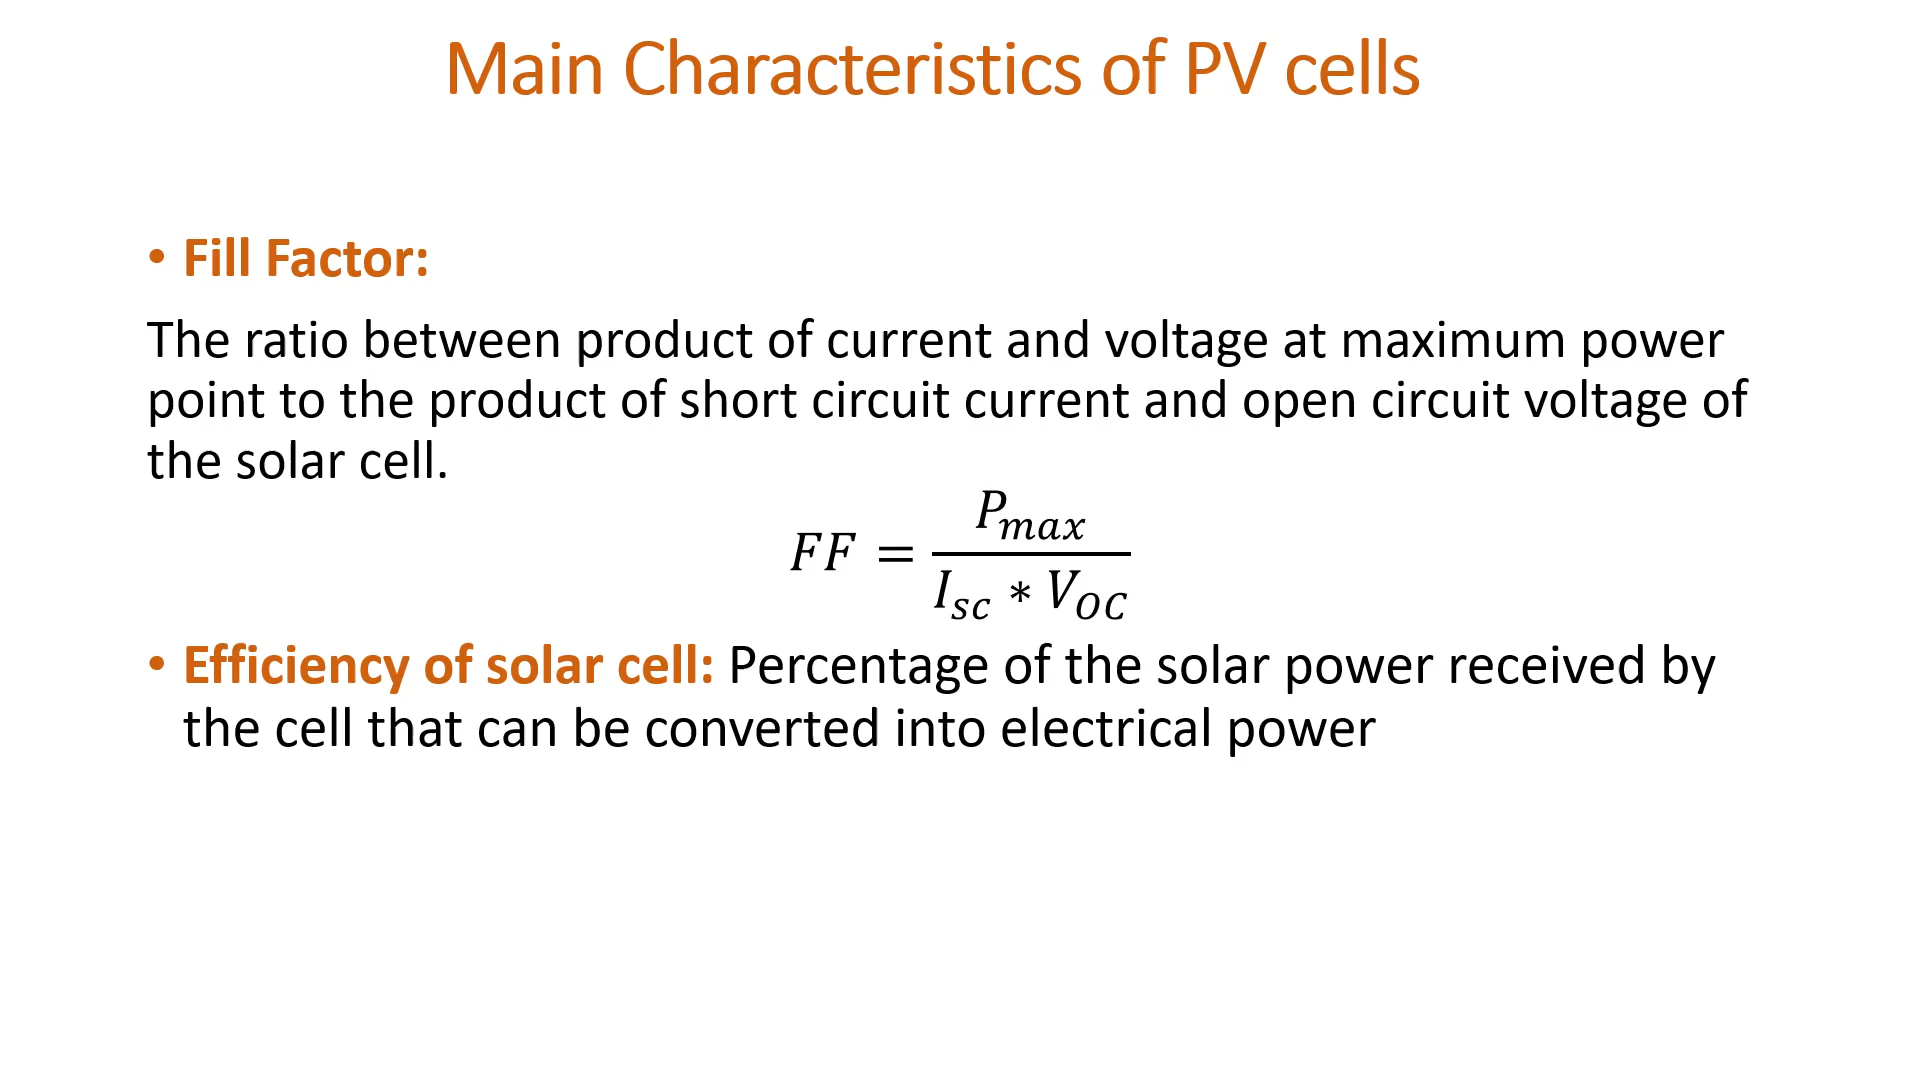 Main Characteristics of PV cells
• Fill Factor:
The ratio between product of current and voltage at maximum power
point to the product of short circuit current and open circuit voltage of
the solar cell.
𝐹𝐹 = 𝑃𝑚𝑎𝑥 / 𝐼𝑠𝑐 ∗ 𝑉𝑂𝐶
• Efficiency of solar cell: Percentage of the solar power received by
the cell that can be converted into electrical power